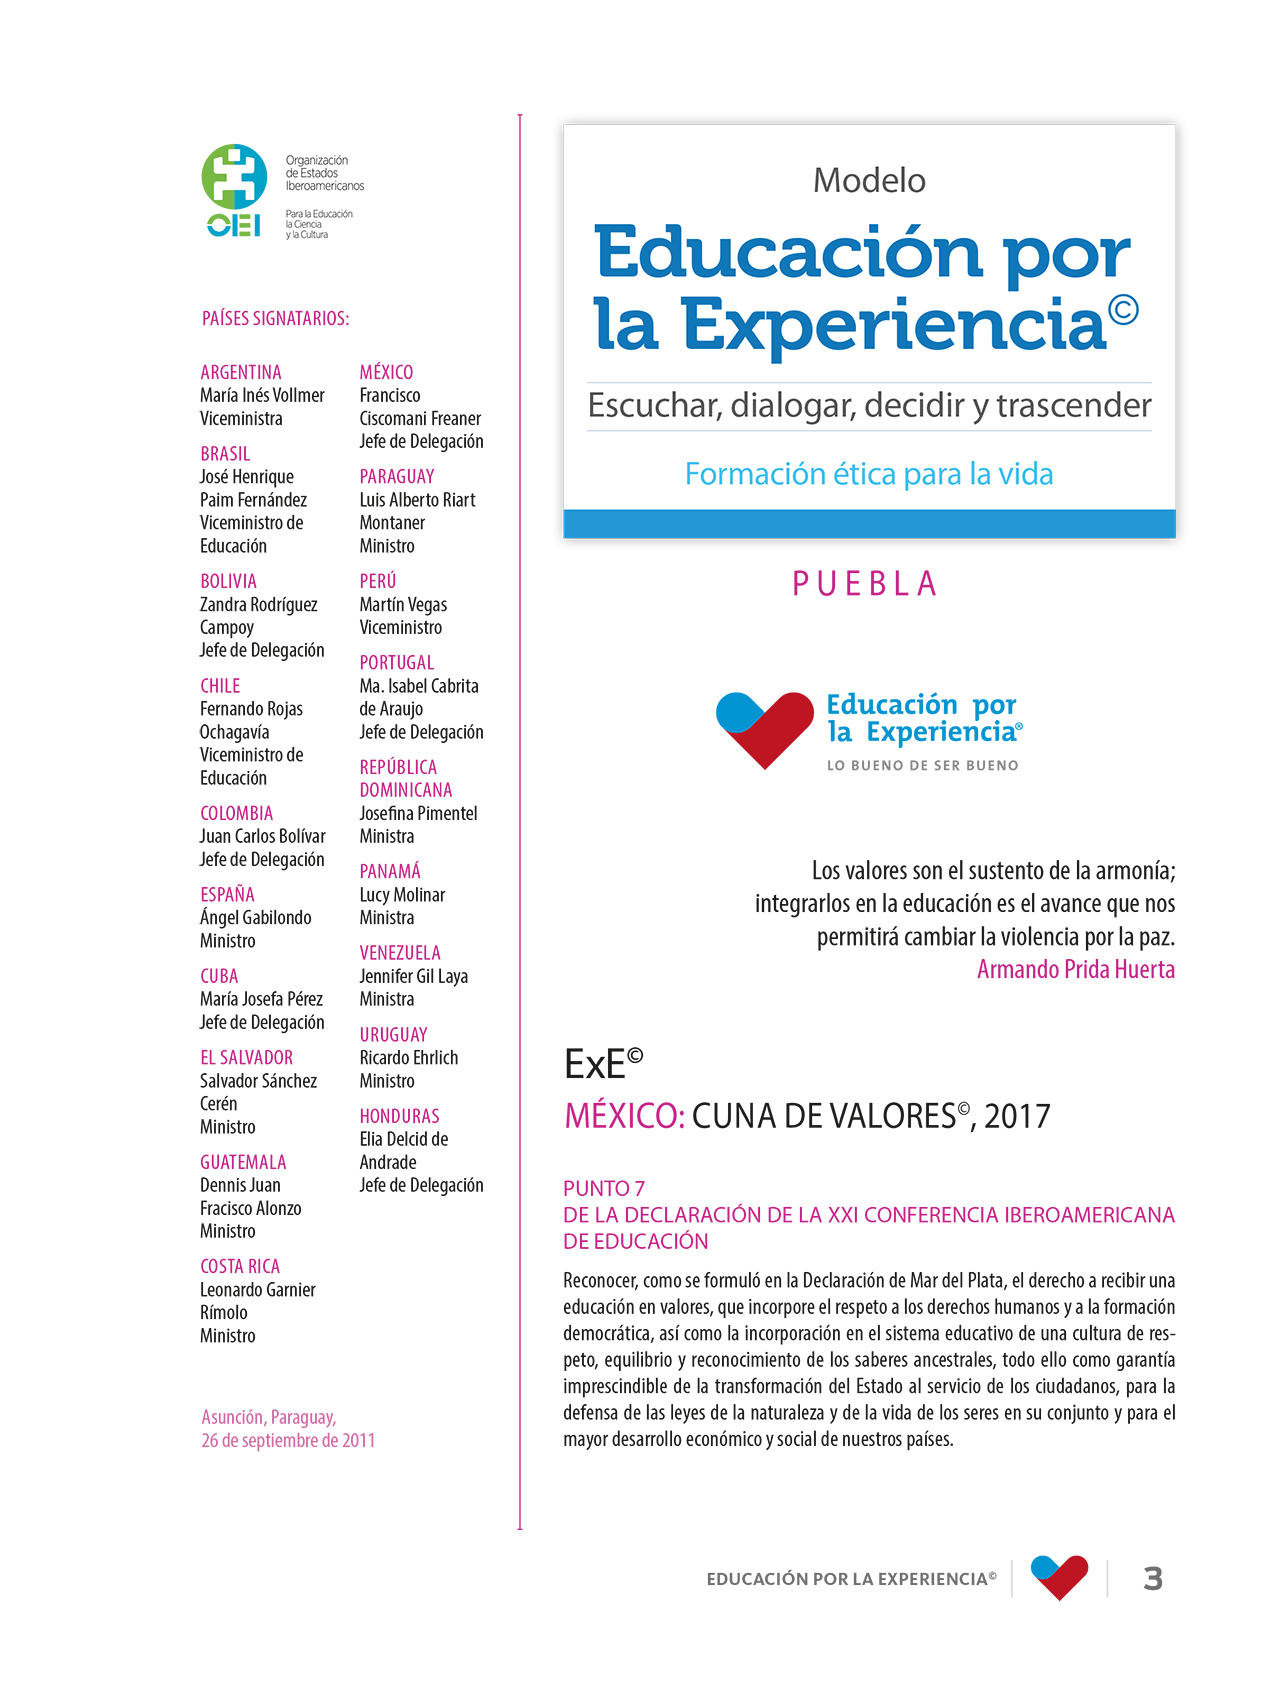 Organización
de Estados
Iberoamericanos
Para la Educación
la Ciencia
y la Cultura
OEI
PAÍSES SIGNATARIOS:
ARGENTINA
María Inés Vollmer
Viceministra
BRASIL
José Henrique
Paim Fernández
Viceministro de
Educación
BOLIVIA
Zandra Rodríguez
Campoy
Jefe de Delegación
CHILE
Fernando Rojas
Ochagavía
Viceministro de
Educación
COLOMBIA
Juan Carlos Bolívar
Jefe de Delegación
ESPAÑA
Ángel Gabilondo
Ministro
CUBA
María Josefa Pérez
Jefe de Delegación
EL SALVADOR
Salvador Sánchez
Cerén
Ministro
GUATEMALA
Dennis Juan
Fracisco Alonzo
Ministro
COSTA RICA
Leonardo Garnier
Rímolo
Ministro
MÉXICO
Francisco
Ciscomani Freaner
Jefe de Delegación
PARAGUAY
Luis Alberto Riart
Montaner
Ministro
PERÚ
Martín Vegas
Viceministro
PORTUGAL
Ma. Isabel Cabrita
de Araujo
Jefe de Delegación
REPÚBLICA
DOMINICANA
Josefina Pimentel
Ministra
PANAMÁ
Lucy Molinar
Ministra
VENEZUELA
Jennifer Gil Laya
Ministra
URUGUAY
Ricardo Ehrlich
Ministro
HONDURAS
Elia Delcid de
Andrade
Jefe de Delegación
Asunción, Paraguay,
26 de septiembre de 2011
Modelo
Educación por
la Experiencia©
Escuchar, dialogar, decidir y trascender
Formación ética para la vida
PUEBLA
Educación por
la Experiencia®
LO BUENO DE SER BUENO
Los valores son el sustento de la armonía;
integrarlos en la educación es el avance que nos
permitirá cambiar la violencia por la paz.
Armando Prida Huerta
ExE©
MÉXICO: CUNA DE VALORES©, 2017
PUNTO 7
DE LA DECLARACIÓN DE LA XXI CONFERENCIA IBEROAMERICANA
DE EDUCACIÓN
Reconocer, como se formuló en la Declaración de Mar del Plata, el derecho a recibir una
educación en valores, que incorpore el respeto a los derechos humanos y a la formación
democrática, así como la incorporación en el sistema educativo de una cultura de res-
peto, equilibrio y reconocimiento de los saberes ancestrales, todo ello como garantía
imprescindible de la transformación del Estado al servicio de los ciudadanos, para la
defensa de las leyes de la naturaleza y de la vida de los seres en su conjunto y para el
mayor desarrollo económico y social de nuestros países.
EDUCACIÓN POR LA EXPERIENCIA©
3